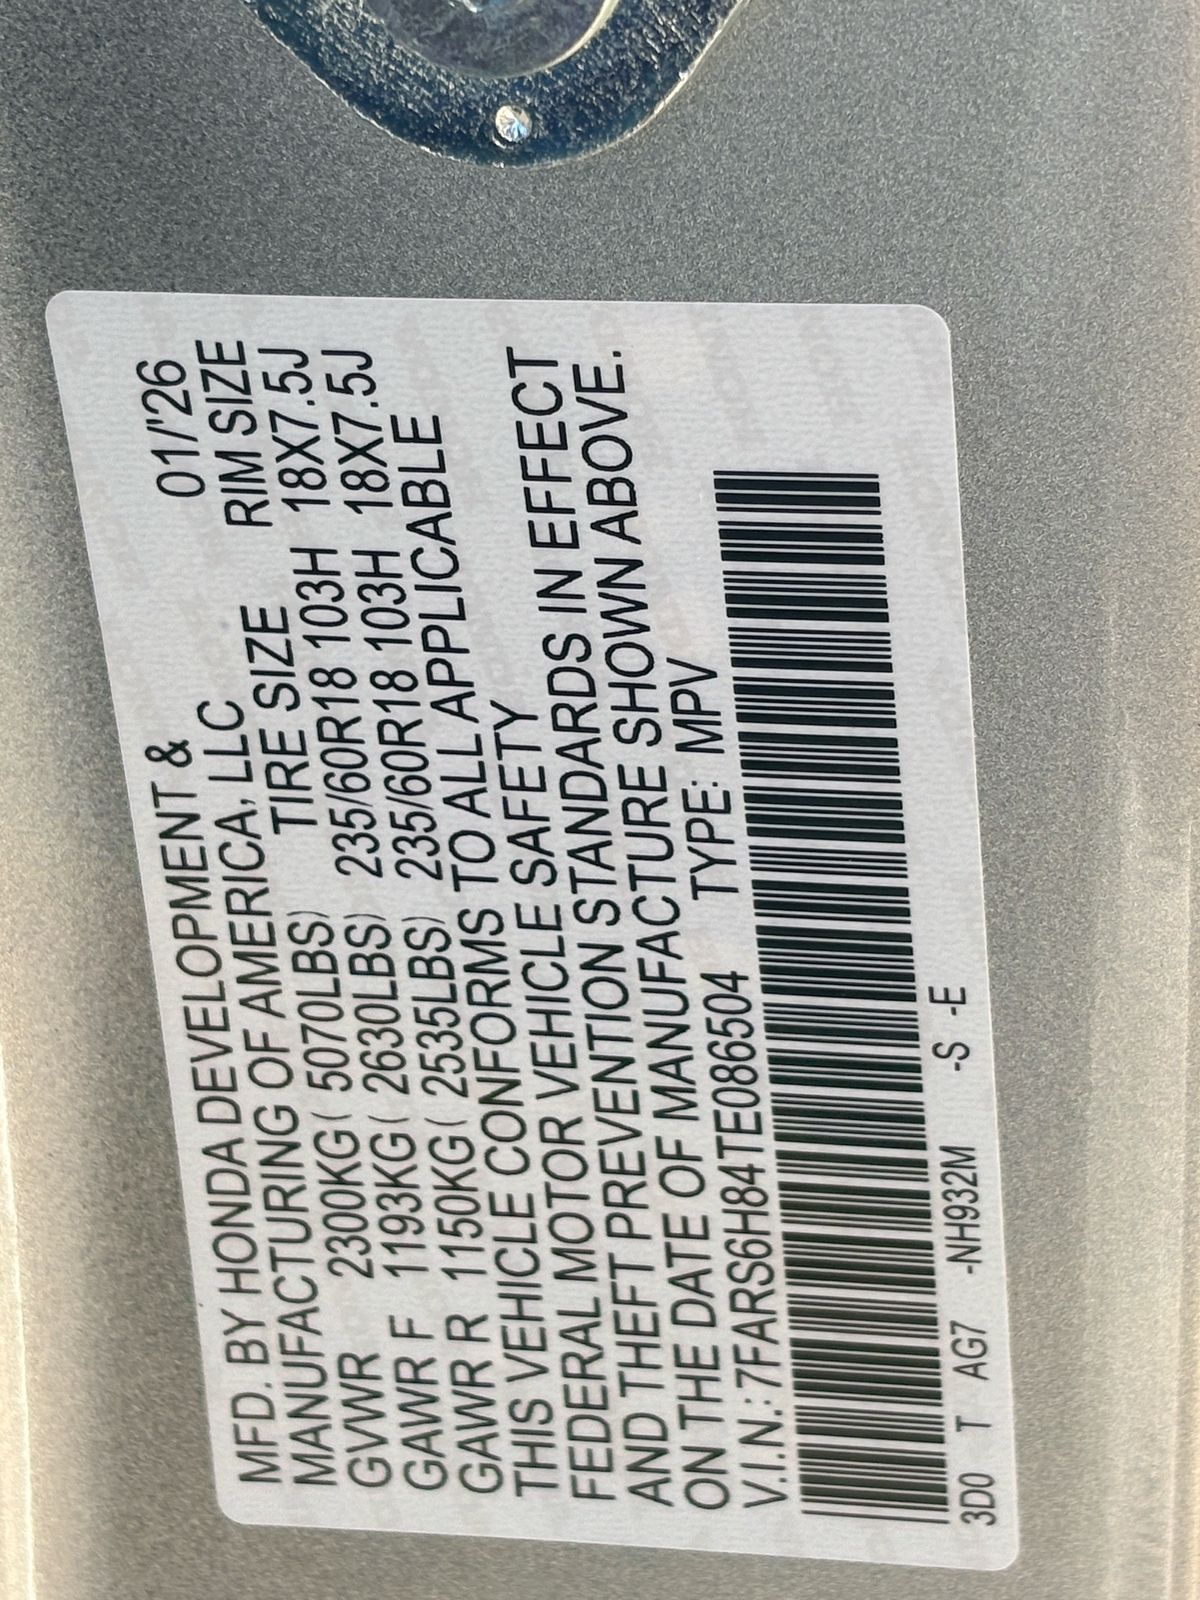 MFD. BY HONDA DEVELOPMENT & 01/'26
MANUFACTURING OF AMERICA, LLC RIM SIZE
TIRE SIZE
GVWR 2300KG( 5070LBS) 235/60R18 103H 18X7.5J
GAWR F 1193KG( 2630LBS) 235/60R18 103H 18X7.5J
GAWR R 1150KG( 2535LBS)
THIS VEHICLE CONFORMS TO ALL APPLICABLE
FEDERAL MOTOR VEHICLE SAFETY
AND THEFT PREVENTION STANDARDS IN EFFECT
ON THE DATE OF MANUFACTURE SHOWN ABOVE.
V.I.N.: 7FARS6H84TE086504 TYPE: MPV
3D0 T AG7 -NH932M -S -E